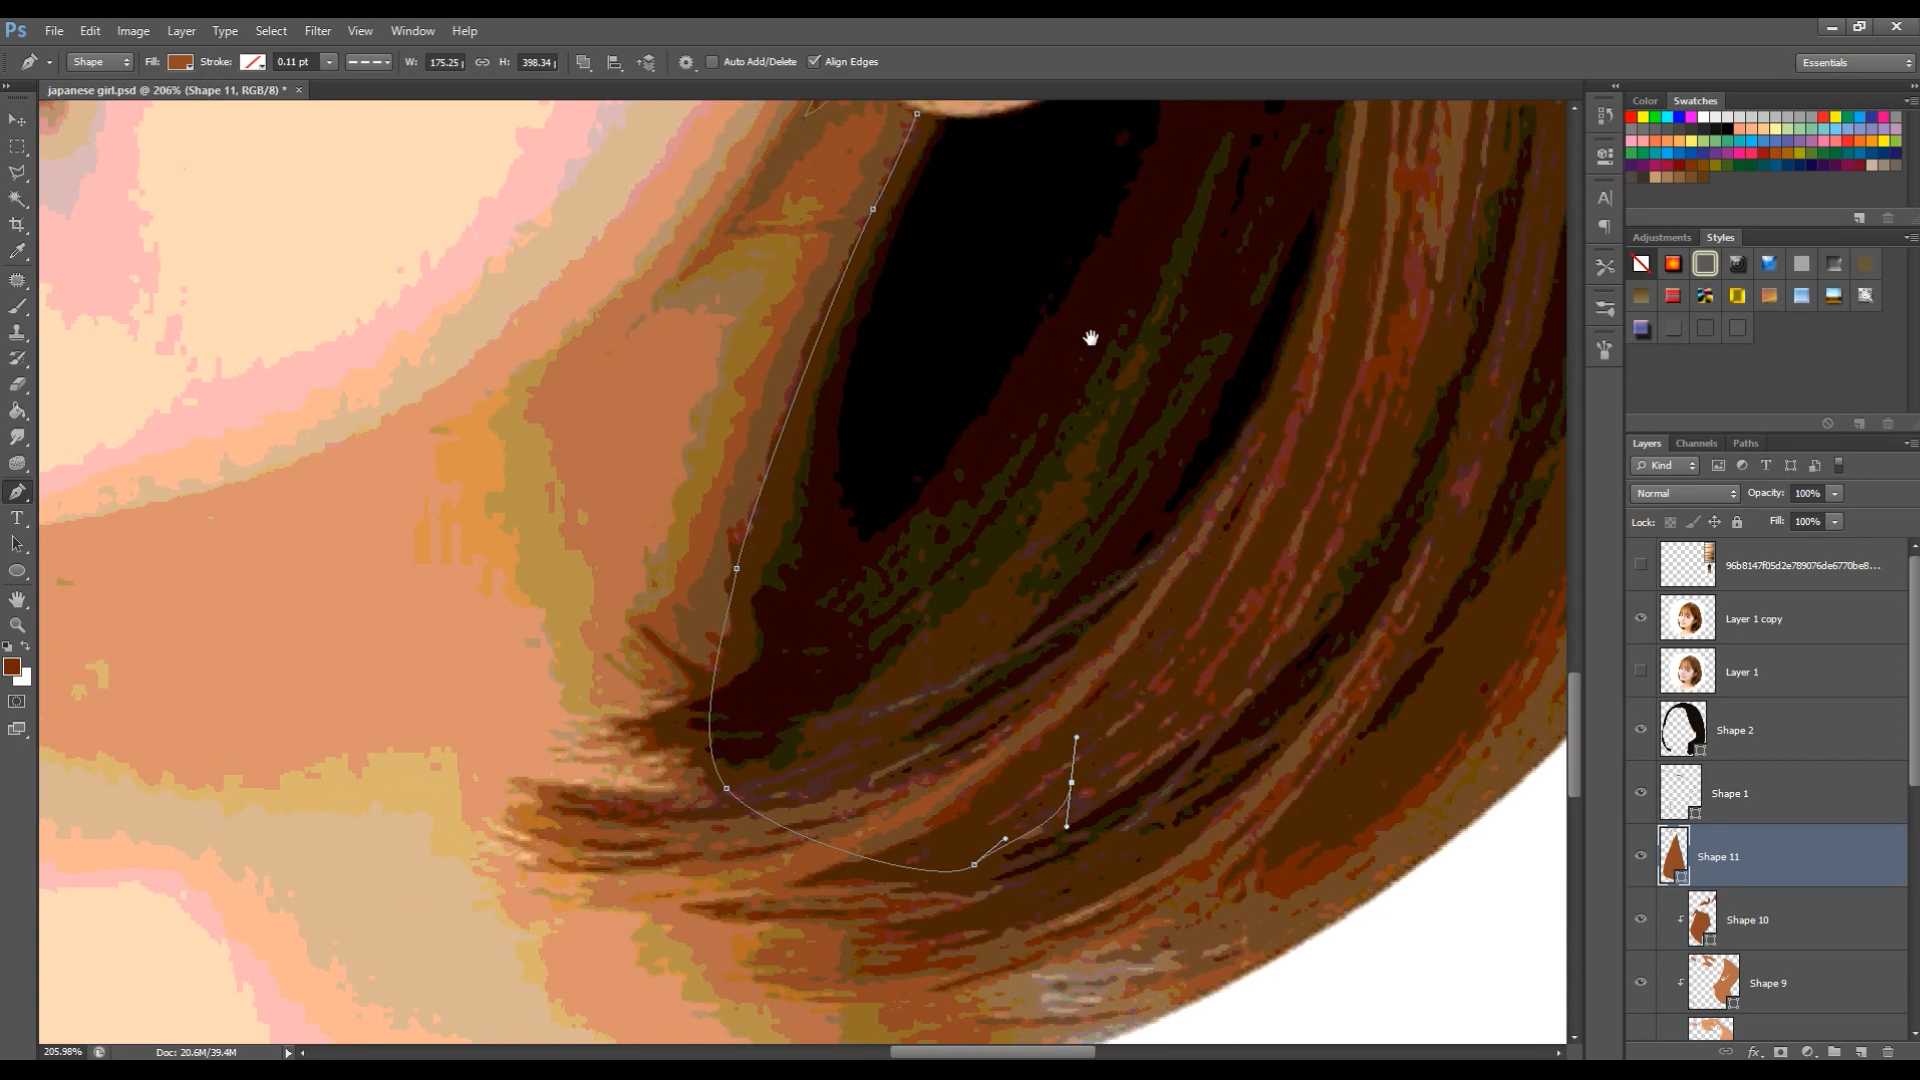 Ps File Edit Image Layer Type Select Filter View Window Help
Shape Fill: Stroke: 0.11 pt W: 175.25 H: 398.34 Auto Add/Delete Align Edges Essentials
japanese girl.psd @ 206% (Shape 11, RGB/8) * ×
Color Swatches
Adjustments Styles
Layers Channels Paths
Kind
Normal Opacity: 100%
Lock: Fill: 100%
96b8147f05d2e789076de6770be8...
Layer 1 copy
Layer 1
Shape 2
Shape 1
Shape 11
Shape 10
Shape 9
205.98% Doc: 20.6M/39.4M